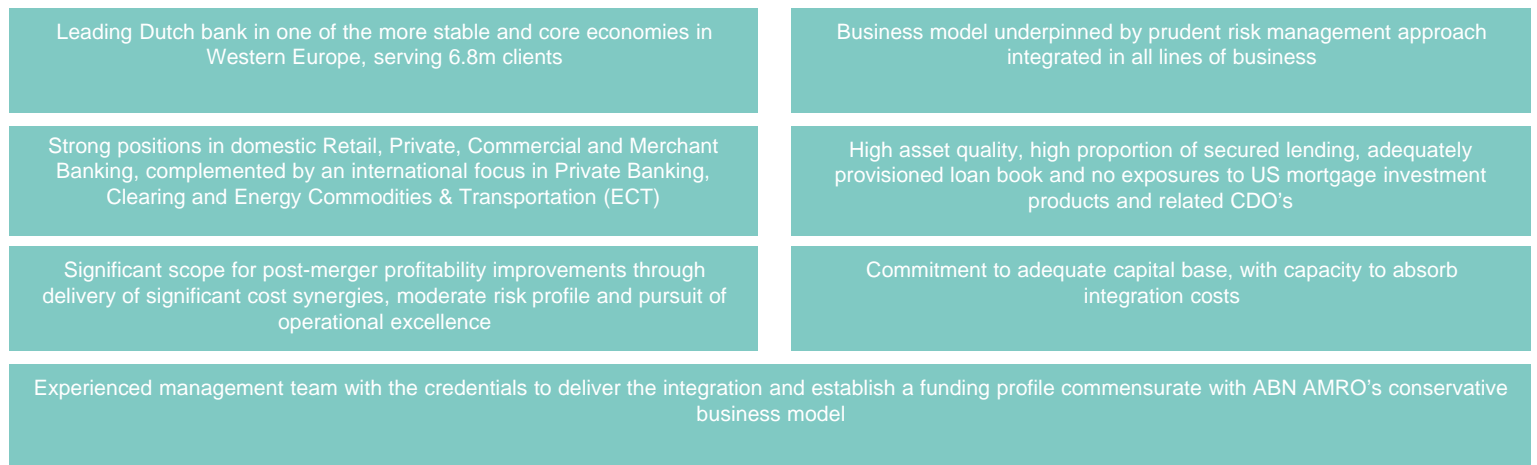 Leading Dutch bank in one of the more stable and core economies in
Western Europe, serving 6.8m clients
Business model underpinned by prudent risk management approach
integrated in all lines of business
Strong positions in domestic Retail, Private, Commercial and Merchant
Banking, complemented by an international focus in Private Banking,
Clearing and Energy Commodities & Transportation (ECT)
High asset quality, high proportion of secured lending, adequately
provisioned loan book and no exposures to US mortgage investment
products and related CDO's
Significant scope for post-merger profitability improvements through
delivery of significant cost synergies, moderate risk profile and pursuit of
operational excellence
Commitment to adequate capital base, with capacity to absorb
integration costs
Experienced management team with the credentials to deliver the integration and establish a funding profile commensurate with ABN AMRO's conservative
business model